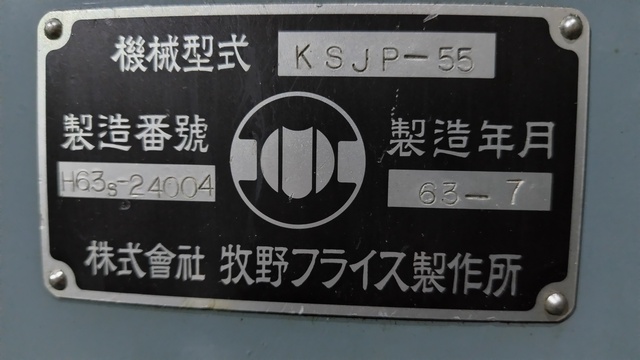 機械型式 KSJP-55
製造番號 製造年月
H63s-24004 63-7
株式會社 牧野フライス製作所